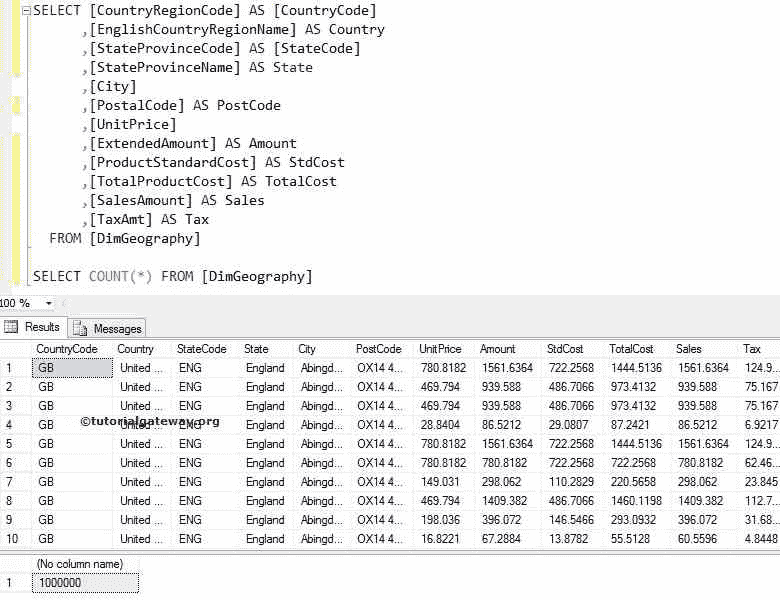 SELECT [CountryRegionCode] AS [CountryCode]
,[EnglishCountryRegionName] AS Country
,[StateProvinceCode] AS [StateCode]
,[StateProvinceName] AS State
,[City]
,[PostalCode] AS PostCode
,[UnitPrice]
,[ExtendedAmount] AS Amount
,[ProductStandardCost] AS StdCost
,[TotalProductCost] AS TotalCost
,[SalesAmount] AS Sales
,[TaxAmt] AS Tax
FROM [DimGeography]
SELECT COUNT(*) FROM [DimGeography]
100 %
Results Messages
CountryCode Country StateCode State City PostCode UnitPrice Amount StdCost TotalCost Sales Tax
1 GB United ... ENG England Abingd... OX14 4... 780.8182 1561.6364 722.2568 1444.5136 1561.6364 124.9...
2 GB United ... ENG England Abingd... OX14 4... 469.794 939.588 486.7066 973.4132 939.588 75.167
3 GB United ... ENG England Abingd... OX14 4... 469.794 939.588 486.7066 973.4132 939.588 75.167
4 GB United ... ENG England Abingd... OX14 4... 28.8404 86.5212 29.0807 87.2421 86.5212 6.9217
©tutorialgateway.org
5 GB United ... ENG England Abingd... OX14 4... 780.8182 1561.6364 722.2568 1444.5136 1561.6364 124.9...
6 GB United ... ENG England Abingd... OX14 4... 780.8182 780.8182 722.2568 722.2568 780.8182 62.46...
7 GB United ... ENG England Abingd... OX14 4... 149.031 298.062 110.2829 220.5658 298.062 23.845
8 GB United ... ENG England Abingd... OX14 4... 469.794 1409.382 486.7066 1460.1198 1409.382 112.7...
9 GB United ... ENG England Abingd... OX14 4... 198.036 396.072 146.5466 293.0932 396.072 31.68...
10 GB United ... ENG England Abingd... OX14 4... 16.8221 67.2884 13.8782 55.5128 60.5596 4.8448
(No column name)
1 1000000